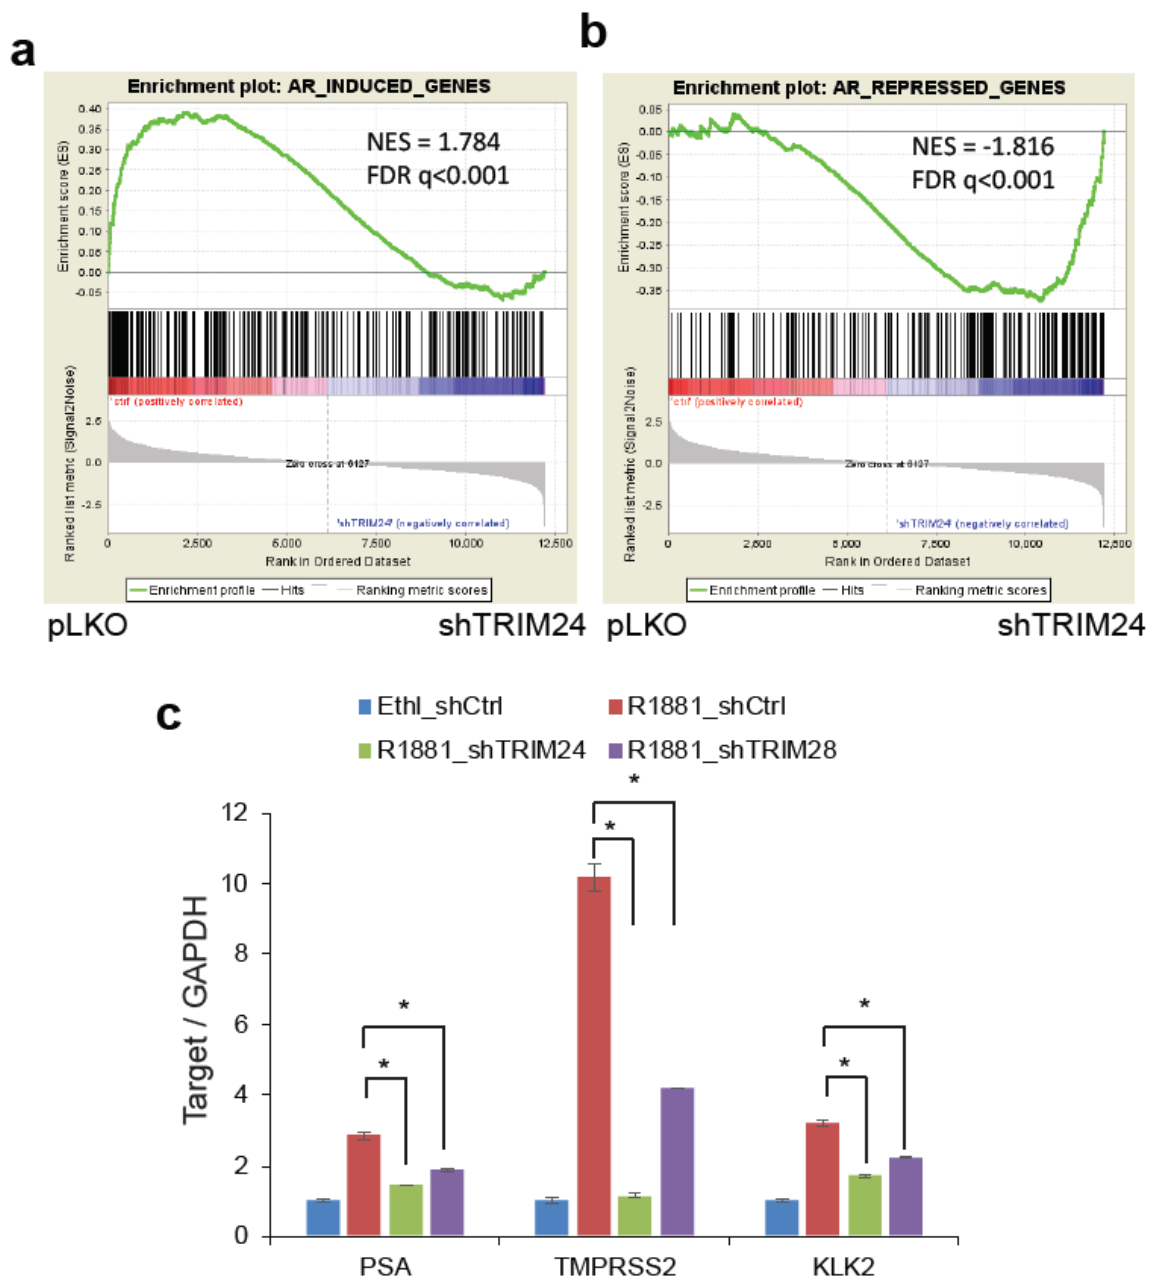 a
Enrichment plot: AR_INDUCED_GENES
Enrichment score (ES)
0.40
0.35
0.30
0.25
0.20
0.15
0.10
0.05
0.00
-0.05
NES = 1.784
FDR q<0.001
'ctrl' (positively correlated)
Ranked list metric (Signal2Noise)
2.5
0.0
-2.5
Zero cross at 6127
'shTRIM24' (negatively correlated)
0 2,500 5,000 7,500 10,000 12,500
Rank in Ordered Dataset
Enrichment profile Hits Ranking metric scores
pLKO shTRIM24
b
Enrichment plot: AR_REPRESSED_GENES
Enrichment score (ES)
0.05
0.00
-0.05
-0.10
-0.15
-0.20
-0.25
-0.30
-0.35
NES = -1.816
FDR q<0.001
'ctrl' (positively correlated)
Ranked list metric (Signal2Noise)
2.5
0.0
-2.5
Zero cross at 6127
'shTRIM24' (negatively correlated)
0 2,500 5,000 7,500 10,000 12,500
Rank in Ordered Dataset
Enrichment profile Hits Ranking metric scores
pLKO shTRIM24
c
Ethl_shCtrl R1881_shCtrl
R1881_shTRIM24 R1881_shTRIM28
Target / GAPDH
12
10
8
6
4
2
0
* *
* *
* *
PSA TMPRSS2 KLK2